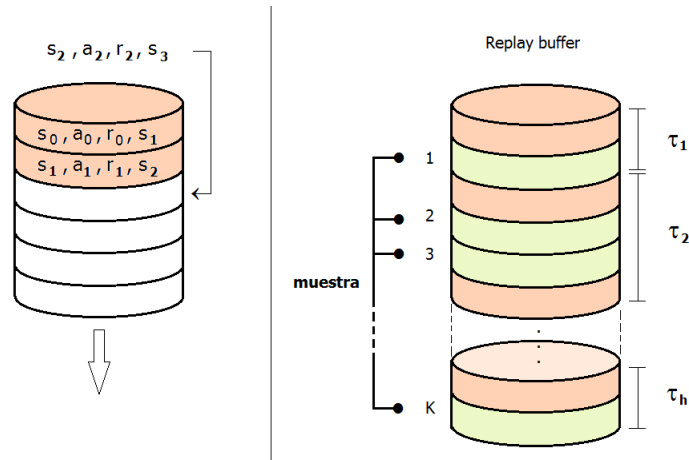 s₂ , a₂ , r₂ , s₃
s₀ , a₀ , r₀ , s₁
s₁ , a₁ , r₁ , s₂
Replay buffer
1
2
3
muestra
K
τ₁
τ₂
τₕ